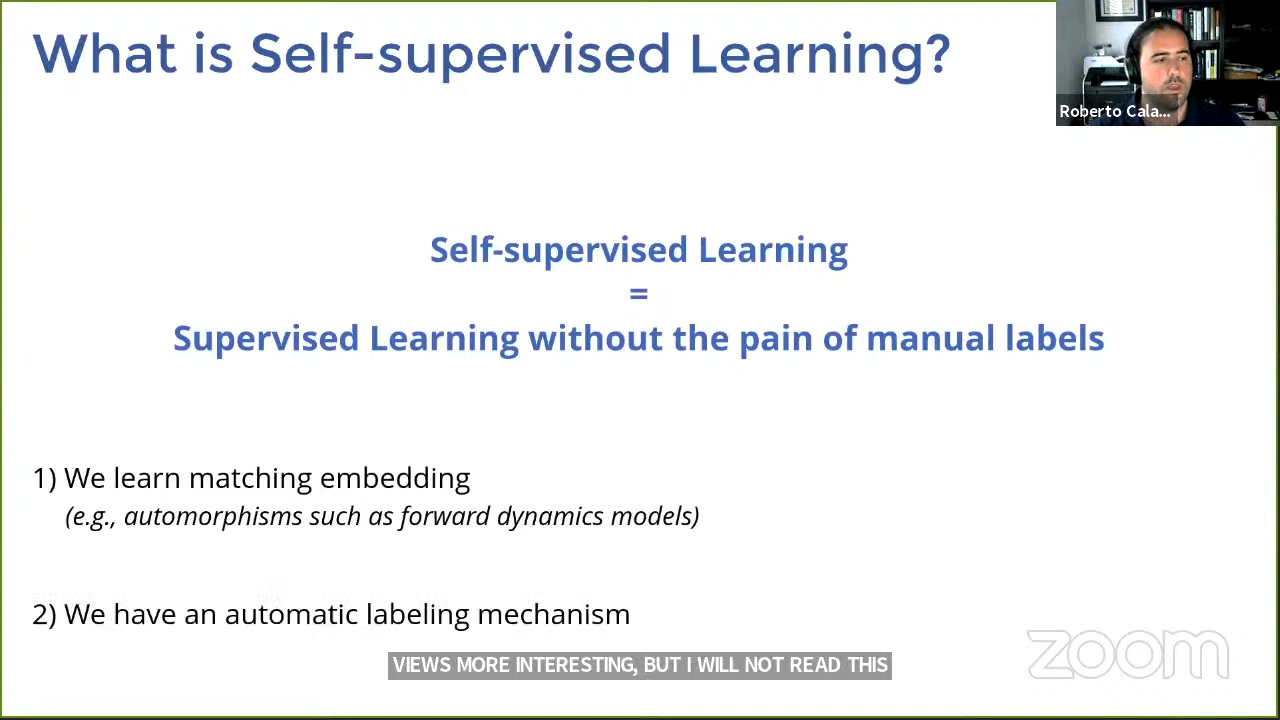 What is Self-supervised Learning?
Roberto Cala...
Self-supervised Learning
=
Supervised Learning without the pain of manual labels
1) We learn matching embedding
(e.g., automorphisms such as forward dynamics models)
2) We have an automatic labeling mechanism
VIEWS MORE INTERESTING, BUT I WILL NOT READ THIS
zoom